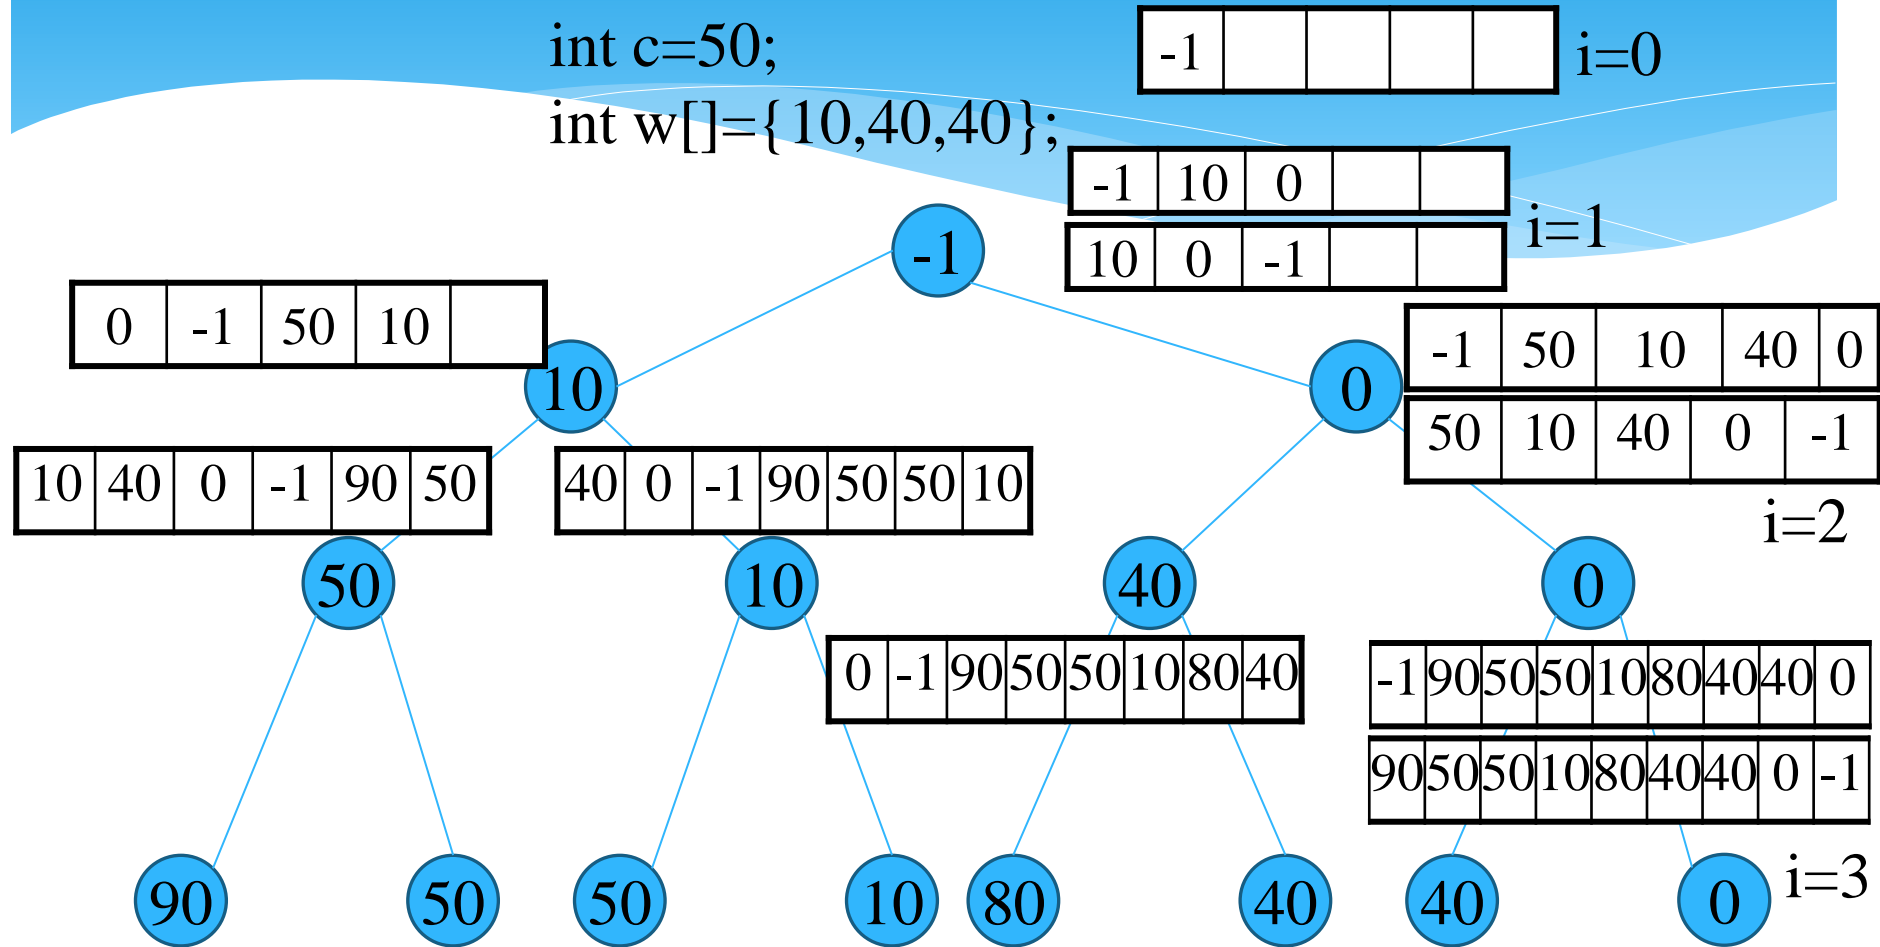 int c=50;
-1 i=0
int w[]={10,40,40};
-1 10 0
i=1
10 0 -1
-1
0 -1 50 10
-1 50 10 40 0
10
0
50 10 40 0 -1
10 40 0 -1 90 50
40 0 -1 90 50 50 10
i=2
50
10
40
0
0 -1 90 50 50 10 80 40
-1 90 50 50 10 80 40 40 0
90 50 50 10 80 40 40 0 -1
i=3
90
50
50
10
80
40
40
0